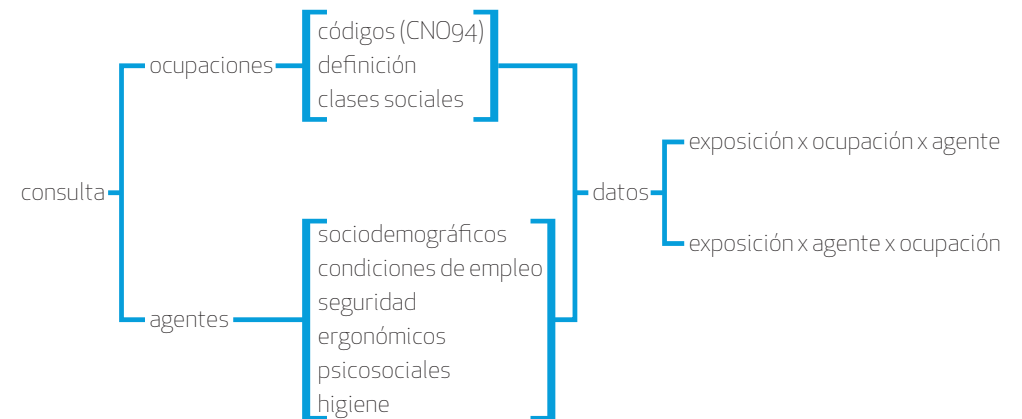 códigos (CNO94)
ocupaciones
definición
clases sociales
exposición x ocupación x agente
consulta
datos
sociodemográficos
exposición x agente x ocupación
condiciones de empleo
seguridad
agentes
ergonómicos
psicosociales
higiene